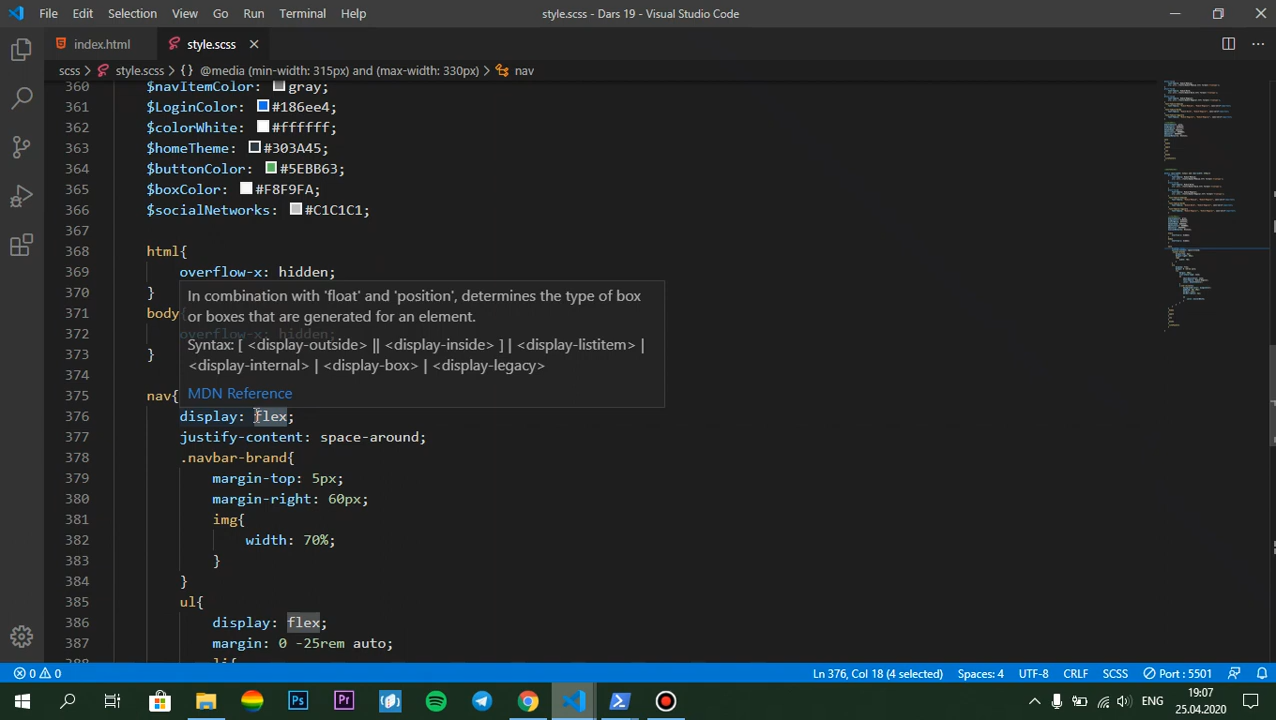 File Edit Selection View Go Run Terminal Help
style.scss - Dars 19 - Visual Studio Code
index.html
style.scss
scss > style.scss > {} @media (min-width: 315px) and (max-width: 330px) > nav
360 $navItemColor: gray;
361 $LoginColor: #186ee4;
362 $colorWhite: #ffffff;
363 $homeTheme: #303A45;
364 $buttonColor: #5EBB63;
365 $boxColor: #F8F9FA;
366 $socialNetworks: #C1C1C1;
367
368 html{
369 overflow-x: hidden;
370 }
In combination with 'float' and 'position', determines the type of box
or boxes that are generated for an element.
371 body{
372 overflow-x: hidden;
Syntax: [ <display-outside> || <display-inside> ] | <display-listitem> |
373 }
<display-internal> | <display-box> | <display-legacy>
374
MDN Reference
375 nav{
376 display: flex;
377 justify-content: space-around;
378 .navbar-brand{
379 margin-top: 5px;
380 margin-right: 60px;
381 img{
382 width: 70%;
383 }
384 }
385 ul{
386 display: flex;
387 margin: 0 -25rem auto;
388 li{
0 0
Ln 376, Col 18 (4 selected)
Spaces: 4
UTF-8
CRLF
SCSS
Port : 5501
Ps
Pr
ENG
19:07
25.04.2020